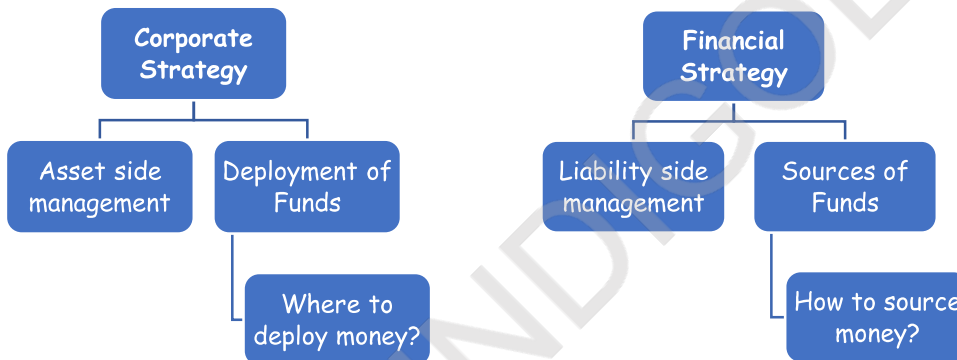 Corporate
Strategy
Asset side
management
Deployment of
Funds
Where to
deploy money?
Financial
Strategy
Liability side
management
Sources of
Funds
How to source
money?